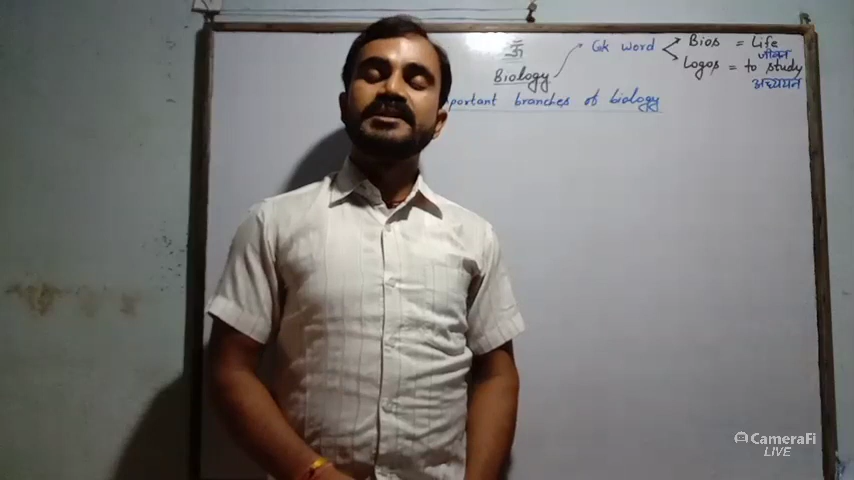 ॐ
Biology
Gk word
Bios = Life
जीवन
Logos = to study
अध्ययन
portant branches of biology
CameraFi
LIVE